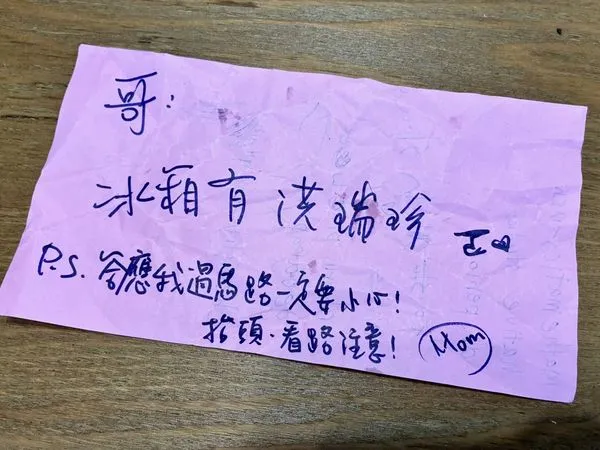 哥:
冰箱有洪瑞珍
P.S. 答應我過馬路一定要小心!
抬頭.看路注意!
Mom